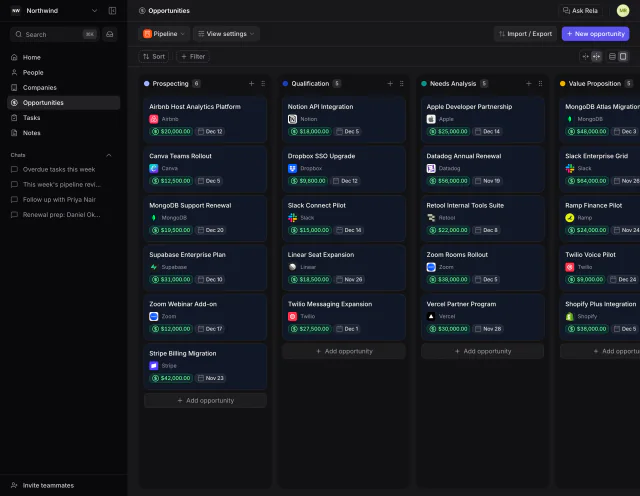 NW Northwind
Search ⌘K
Home
People
Companies
Opportunities
Tasks
Notes
Chats
Overdue tasks this week
This week's pipeline revi...
Follow up with Priya Nair
Renewal prep: Daniel Ok...
Invite teammates
Opportunities
Ask Rela
Pipeline
View settings
Import / Export
New opportunity
Sort
Filter
Prospecting 6
Airbnb Host Analytics Platform
Airbnb
$20,000.00 Dec 12
Canva Teams Rollout
Canva
$12,500.00 Dec 5
MongoDB Support Renewal
MongoDB
$19,500.00 Dec 20
Supabase Enterprise Plan
Supabase
$31,000.00 Dec 10
Zoom Webinar Add-on
Zoom
$12,000.00 Dec 17
Stripe Billing Migration
Stripe
$42,000.00 Nov 23
Add opportunity
Qualification 5
Notion API Integration
Notion
$18,000.00 Dec 5
Dropbox SSO Upgrade
Dropbox
$9,600.00 Dec 12
Slack Connect Pilot
Slack
$15,000.00 Dec 14
Linear Seat Expansion
Linear
$18,500.00 Nov 26
Twilio Messaging Expansion
Twilio
$27,500.00 Dec 1
Add opportunity
Needs Analysis 5
Apple Developer Partnership
Apple
$25,000.00 Dec 14
Datadog Annual Renewal
Datadog
$56,000.00 Nov 19
Retool Internal Tools Suite
Retool
$22,000.00 Dec 8
Zoom Rooms Rollout
Zoom
$38,000.00 Dec 5
Vercel Partner Program
Vercel
$30,000.00 Nov 28
Add opportunity
Value Proposition 5
MongoDB Atlas Migration
MongoDB
$48,000.00 Dec 3
Slack Enterprise Grid
Slack
$64,000.00 Nov 26
Ramp Finance Pilot
Ramp
$24,000.00 Nov 24
Twilio Voice Pilot
Twilio
$9,000.00 Dec 24
Shopify Plus Integration
Shopify
$38,000.00 Dec 5
Add opportu